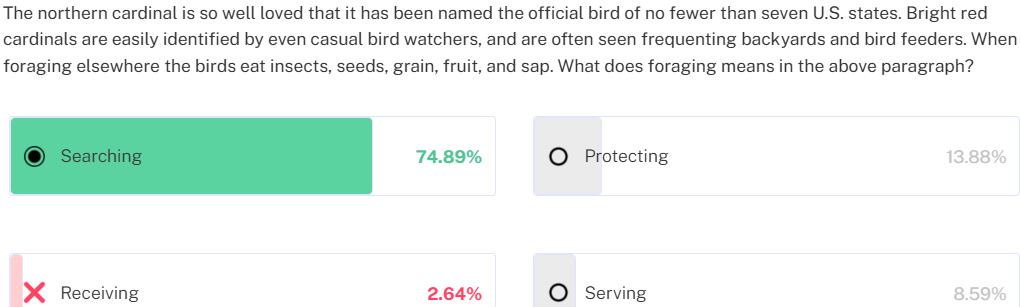 The northern cardinal is so well loved that it has been named the official bird of no fewer than seven U.S. states. Bright red
cardinals are easily identified by even casual bird watchers, and are often seen frequenting backyards and bird feeders. When
foraging elsewhere the birds eat insects, seeds, grain, fruit, and sap. What does foraging means in the above paragraph?
Searching 74.89%
Protecting 13.88%
Receiving 2.64%
Serving 8.59%